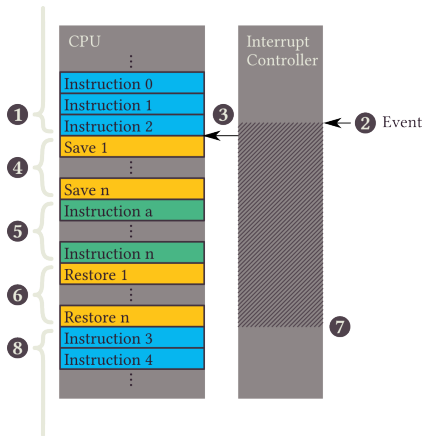 CPU
Interrupt
Controller
⋮
Instruction 0
1
Instruction 1
3
2 Event
Instruction 2
Save 1
4
⋮
Save n
Instruction a
5
⋮
Instruction n
Restore 1
6
⋮
Restore n
7
Instruction 3
8
Instruction 4
⋮